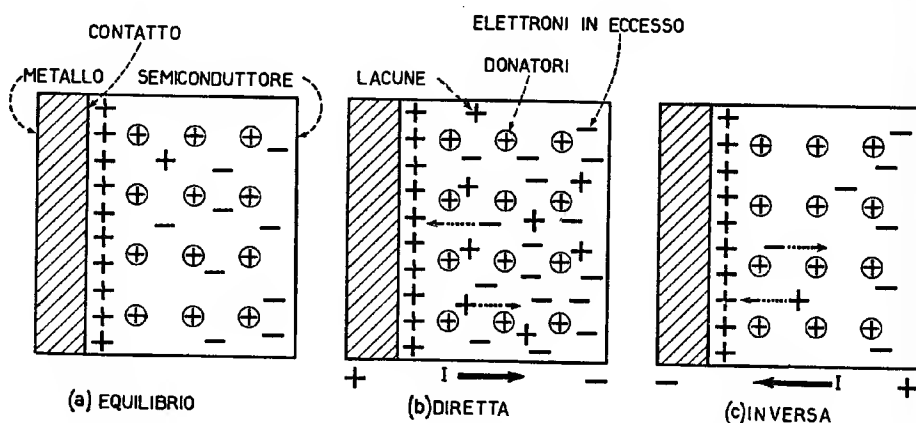 ELETTRONI IN ECCESSO
CONTATTO
DONATORI
METALLO SEMICONDUTTORE
LACUNE
+ I −
− I +
(a) EQUILIBRIO
(b) DIRETTA
(c) INVERSA